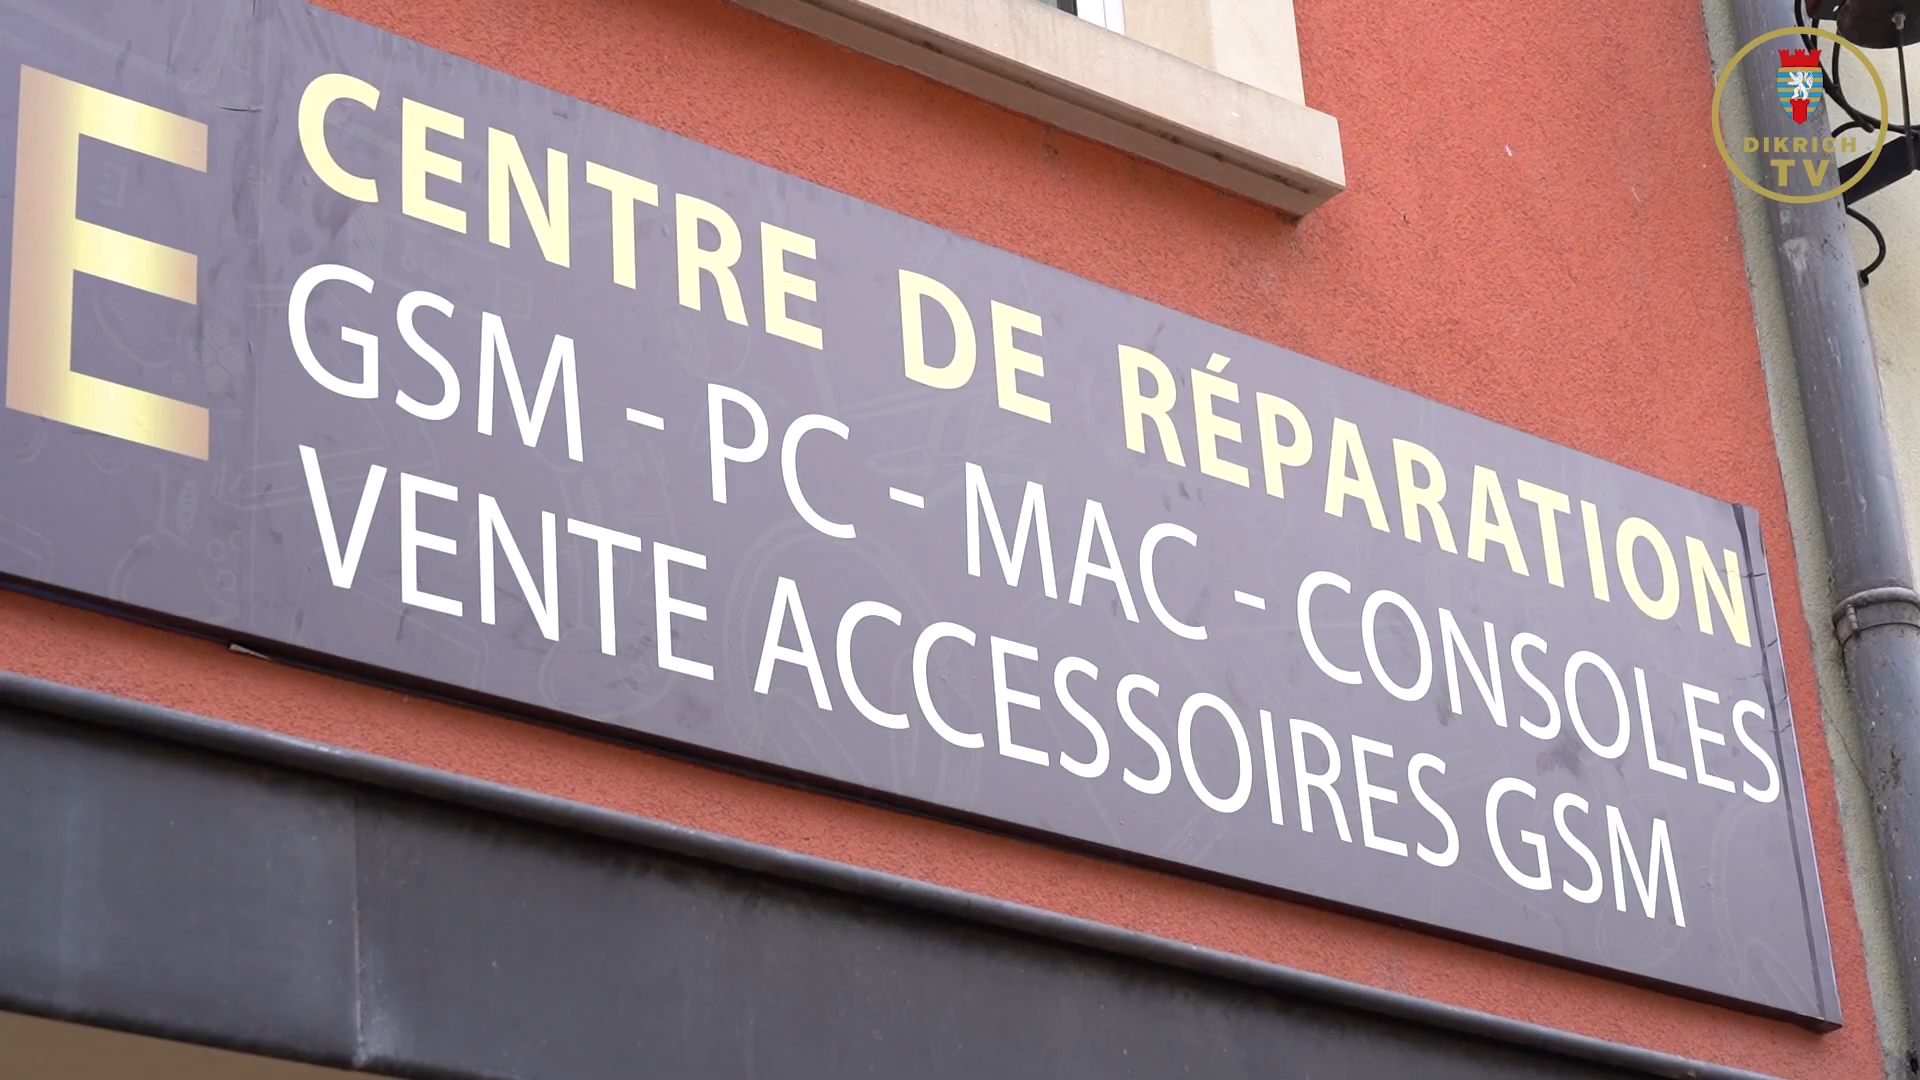 E
CENTRE DE RÉPARATION
GSM - PC - MAC - CONSOLES
VENTE ACCESSOIRES GSM
DIKRICH
TV